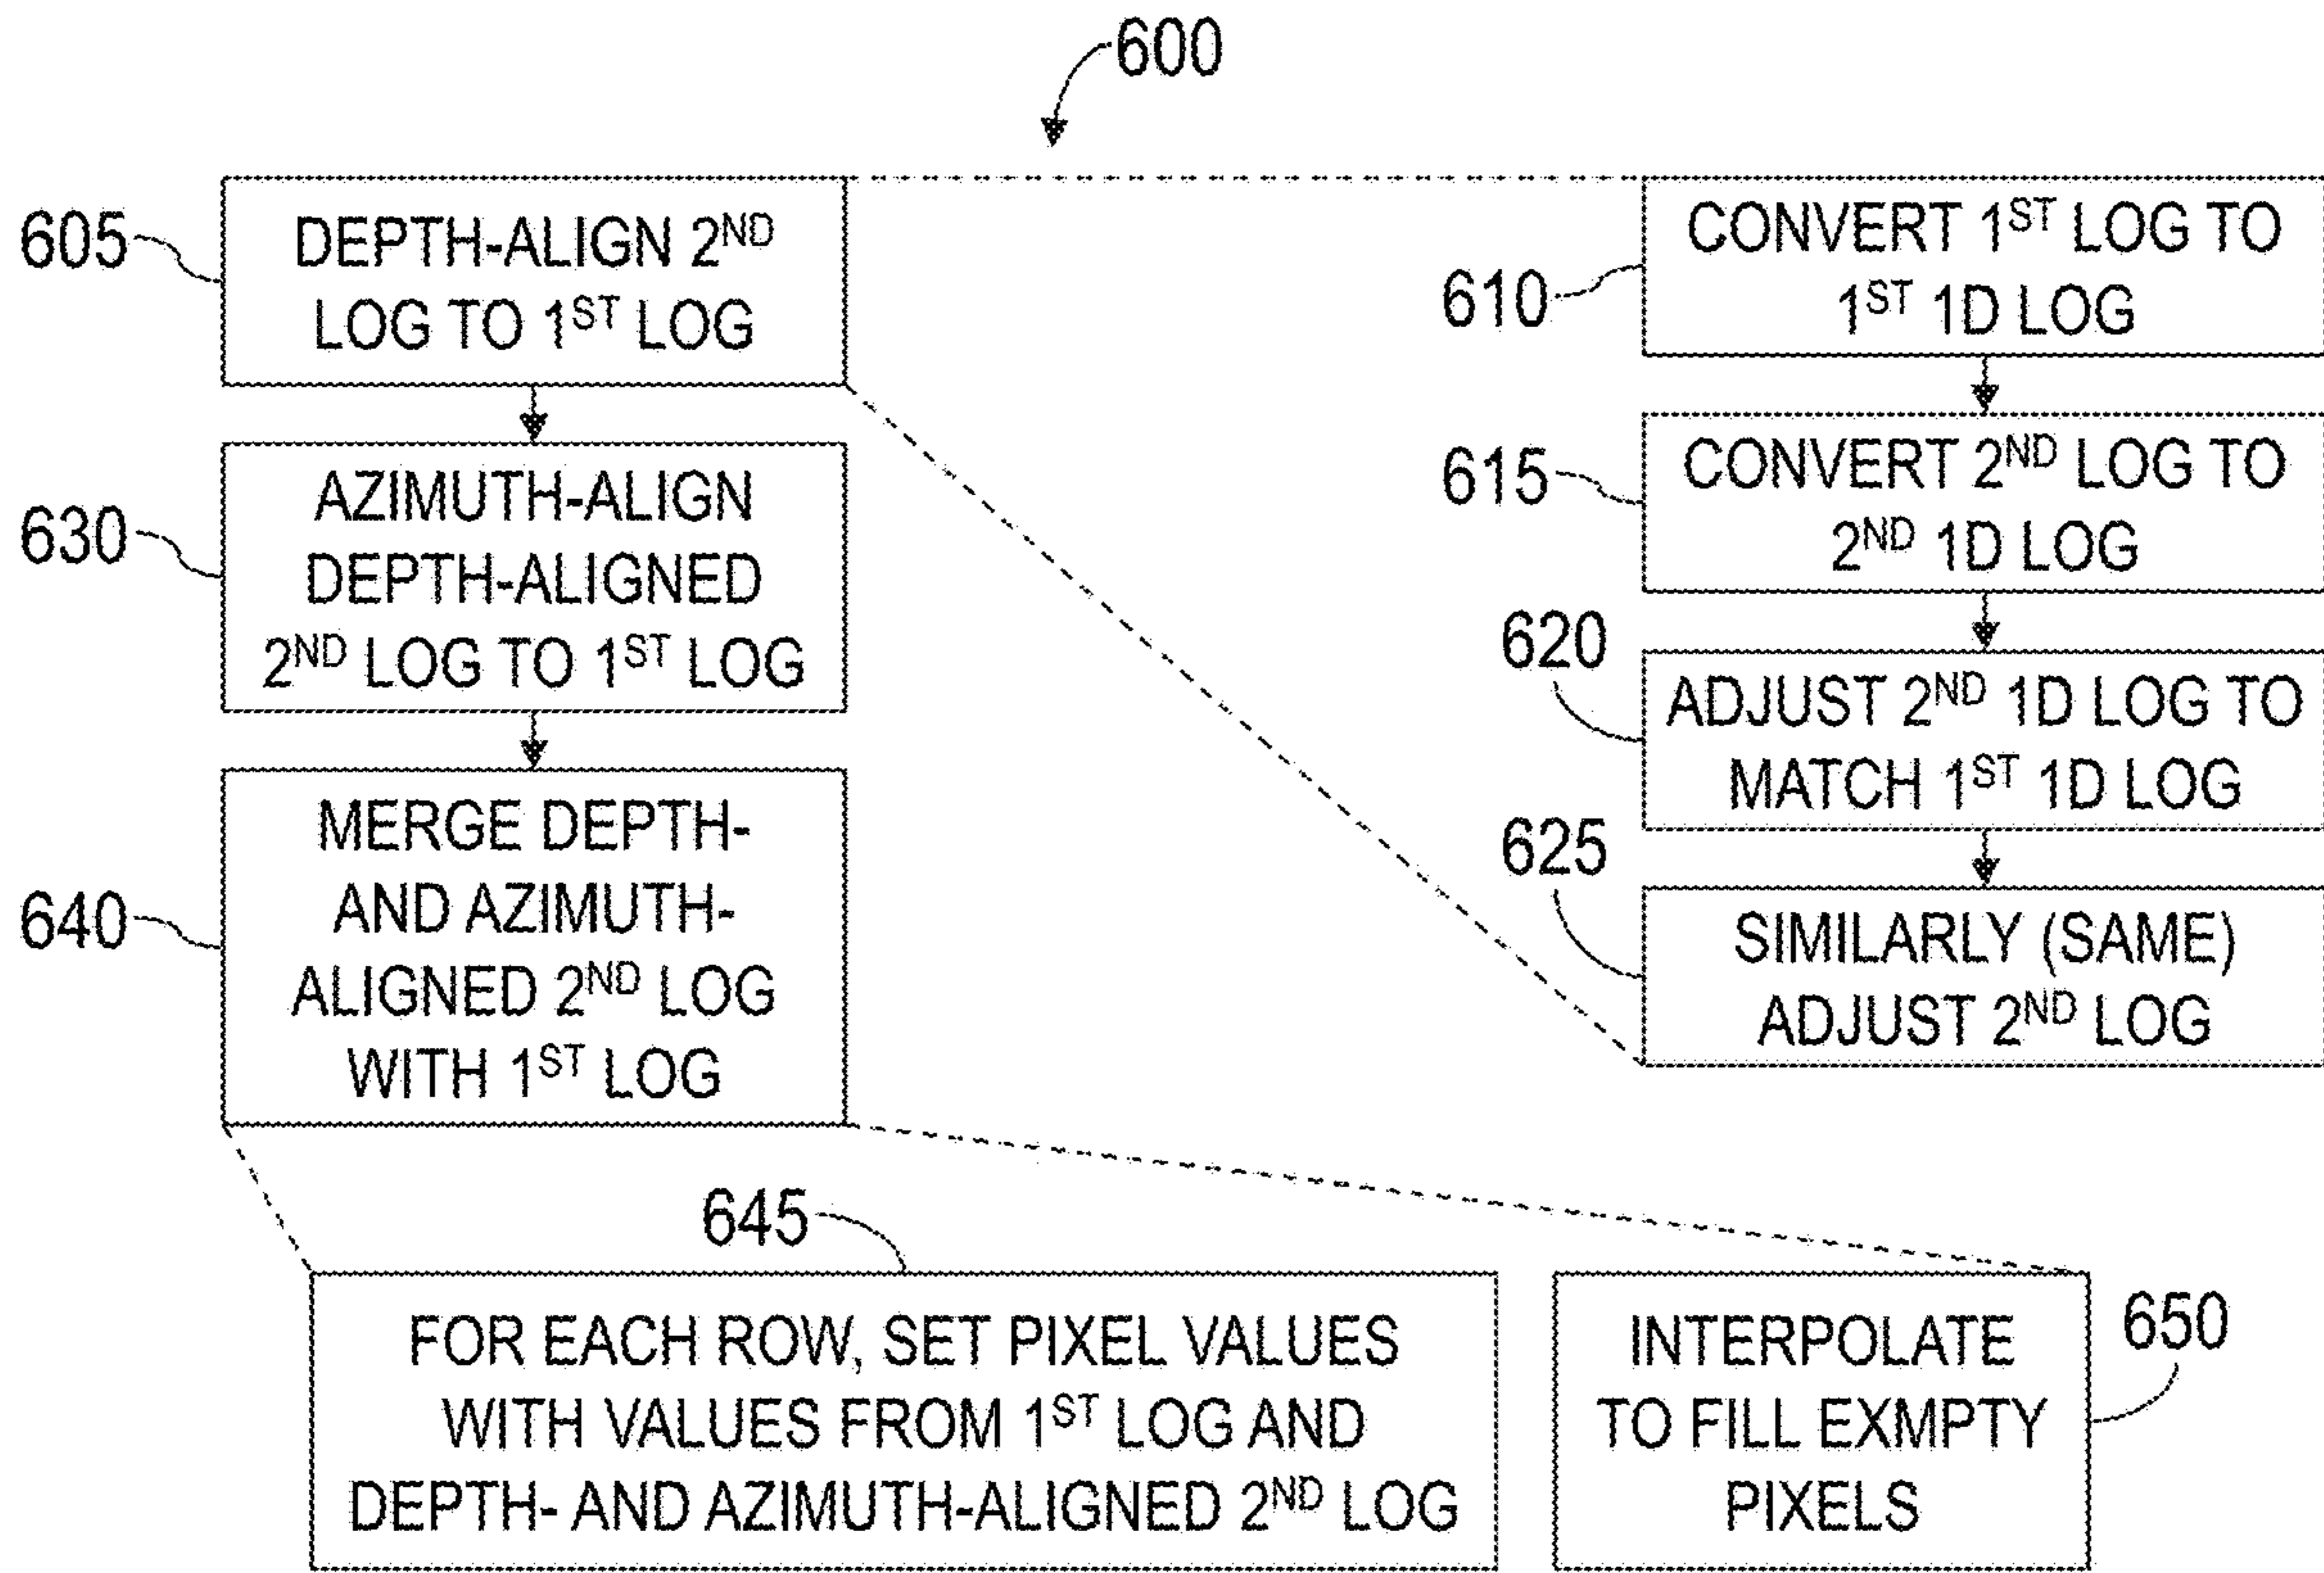 600
605
DEPTH-ALIGN 2ND
LOG TO 1ST LOG
630
AZIMUTH-ALIGN
DEPTH-ALIGNED
2ND LOG TO 1ST LOG
640
MERGE DEPTH-
AND AZIMUTH-
ALIGNED 2ND LOG
WITH 1ST LOG
610
CONVERT 1ST LOG TO
1ST 1D LOG
615
CONVERT 2ND LOG TO
2ND 1D LOG
620
ADJUST 2ND 1D LOG TO
MATCH 1ST 1D LOG
625
SIMILARLY (SAME)
ADJUST 2ND LOG
645
FOR EACH ROW, SET PIXEL VALUES
WITH VALUES FROM 1ST LOG AND
DEPTH- AND AZIMUTH-ALIGNED 2ND LOG
650
INTERPOLATE
TO FILL EXMPTY
PIXELS